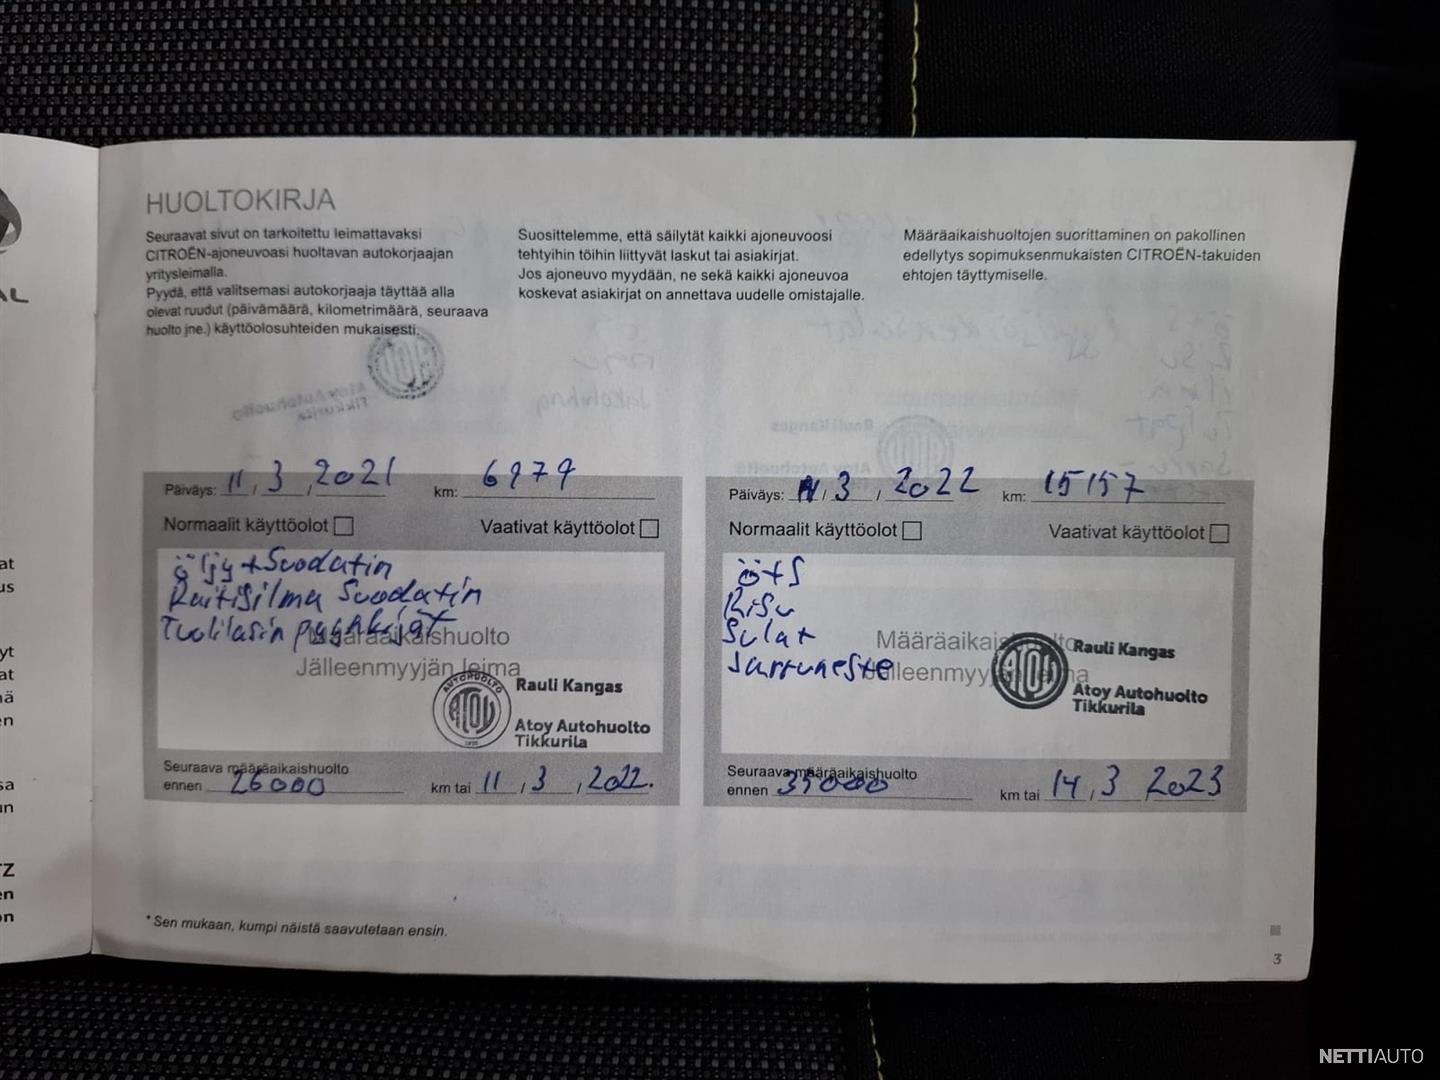 HUOLTOKIRJA
Seuraavat sivut on tarkoitettu leimattavaksi
CITROËN-ajoneuvoasi huoltavan autokorjaajan
yritysleimalla.
Pyydä, että valitsemasi autokorjaaja täyttää alla
olevat ruudut (päivämäärä, kilometrimäärä, seuraava
huolto jne.) käyttöolosuhteiden mukaisesti.
Suosittelemme, että säilytät kaikki ajoneuvoosi
tehtyihin töihin liittyvät laskut tai asiakirjat.
Jos ajoneuvo myydään, ne sekä kaikki ajoneuvoa
koskevat asiakirjat on annettava uudelle omistajalle.
Määräaikaishuoltojen suorittaminen on pakollinen
edellytys sopimuksenmukaisten CITROËN-takuiden
ehtojen täyttymiselle.
Päiväys: 11 / 3 / 2021 km: 6979
Normaalit käyttöolot Vaativat käyttöolot
öljy + Suodatin
Raitisilma Suodatin
Tuulilasin pyyhkijät
Määräaikaishuolto
Jälleenmyyjän leima
AUTOHUOLTO
ATOY
Rauli Kangas
Atoy Autohuolto
Tikkurila
Seuraava määräaikaishuolto
ennen 26000 km tai 11 / 3 / 2022.
Päiväys: / 3 / 2022 km: 15157
Normaalit käyttöolot Vaativat käyttöolot
ö+S
Risu
Sulat
Jarruneste
Määräaikaishuolto
Jälleenmyyjän leima
ATOY
Rauli Kangas
Atoy Autohuolto
Tikkurila
Seuraava määräaikaishuolto
ennen 35000 km tai 14 / 3 / 2023
* Sen mukaan, kumpi näistä saavutetaan ensin.
3
NETTIAUTO